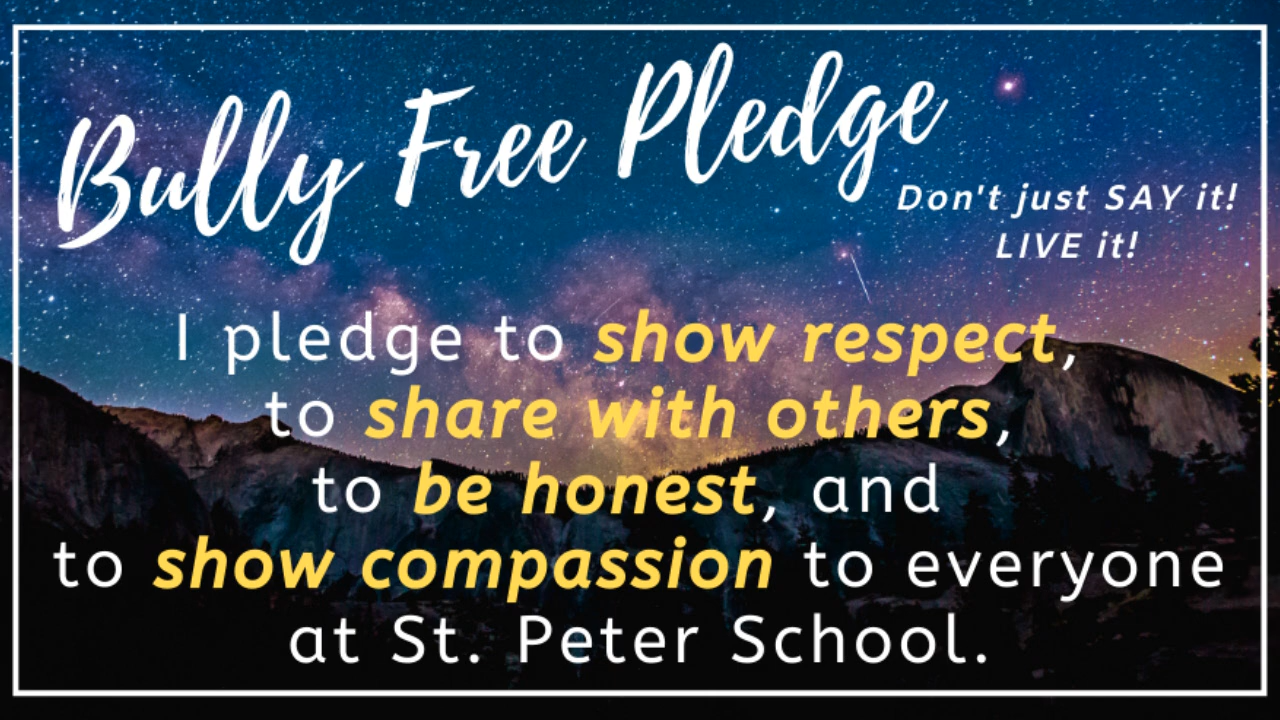 Bully Free Pledge
Don't just SAY it!
LIVE it!
I pledge to show respect,
to share with others,
to be honest, and
to show compassion to everyone
at St. Peter School.